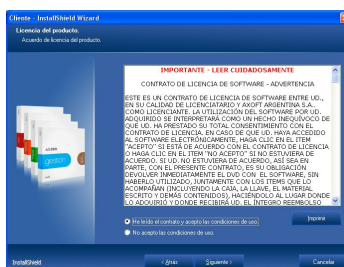 Cliente - InstallShield Wizard
Licencia del producto.
Acuerdo de licencia del producto.
IMPORTANTE - LEER CUIDADOSAMENTE
CONTRATO DE LICENCIA DE SOFTWARE - ADVERTENCIA
ESTE ES UN CONTRATO DE LICENCIA DE SOFTWARE ENTRE UD.,
EN SU CALIDAD DE LICENCIATARIO Y AXOFT ARGENTINA S.A.,
COMO LICENCIANTE. LA UTILIZACIÓN DEL SOFTWARE POR UD.
ADQUIRIDO SE INTERPRETARÁ COMO UN HECHO INEQUÍVOCO DE
QUE UD. HA PRESTADO SU TOTAL CONSENTIMIENTO CON EL
CONTRATO DE LICENCIA. EN CASO DE QUE UD. HAYA ACCEDIDO
AL SOFTWARE ELECTRÓNICAMENTE, HAGA CLIC EN EL ITEM
"ACEPTO" SI ESTÁ DE ACUERDO CON EL CONTRATO DE LICENCIA
O HAGA CLIC EN EL ITEM "NO ACEPTO" SI NO ESTUVIERA DE
ACUERDO. SI UD. NO ESTUVIERA DE ACUERDO, ASÍ SEA EN
PARTE, CON EL PRESENTE CONTRATO, ES SU OBLIGACIÓN
DEVOLVER INMEDIATAMENTE EL DVD CON EL SOFTWARE, SIN
HABERLO UTILIZADO, JUNTAMENTE CON LOS ITEMS QUE LO
ACOMPAÑAN (INCLUYENDO LA CAJA, LA LLAVE, EL MATERIAL
ESCRITO Y DEMÁS CONTENIDOS), HACIÉNDOLO AL LUGAR DONDE
LO ADQUIRIÓ Y DONDE RECIBIRÁ UD. EL ÍNTEGRO REEMBOLSO
gestión
He leído el contrato y acepto las condiciones de uso.
Imprimir
No acepto las condiciones de uso.
InstallShield
< Atrás
Siguiente >
Cancelar